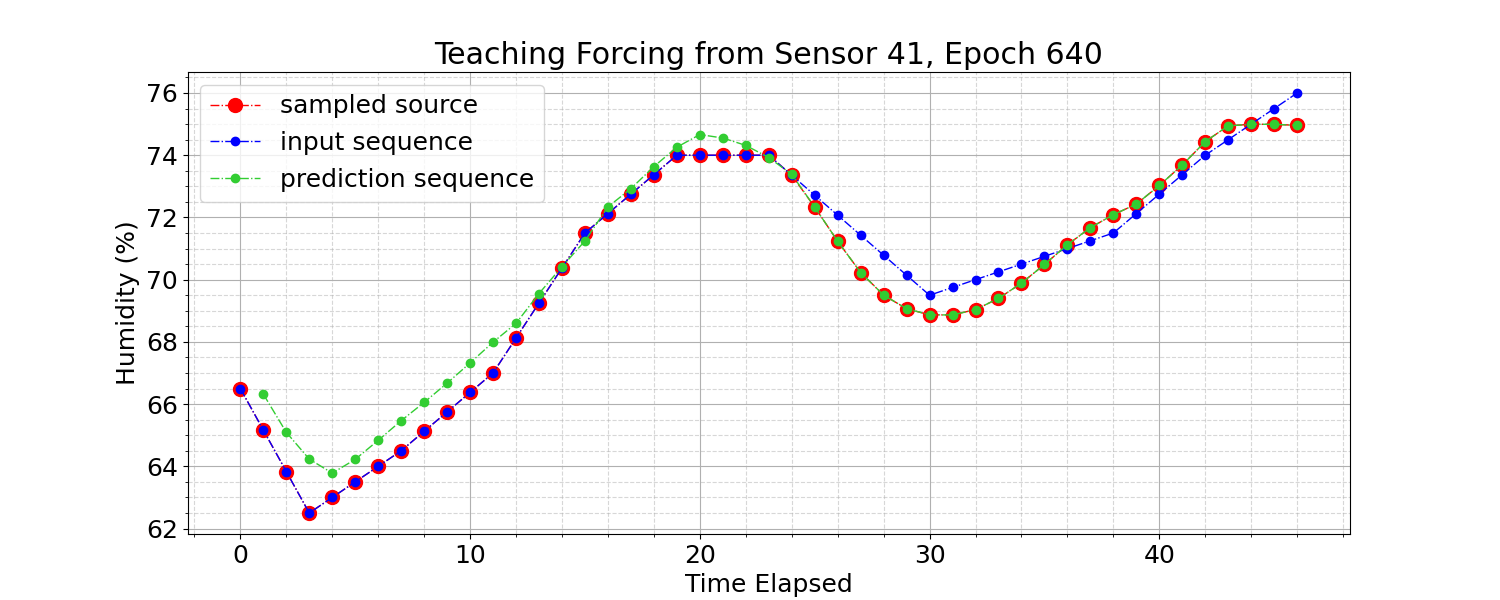 Teaching Forcing from Sensor 41, Epoch 640
sampled source
input sequence
prediction sequence
Humidity (%)
76
74
72
70
68
66
64
62
0 10 20 30 40
Time Elapsed